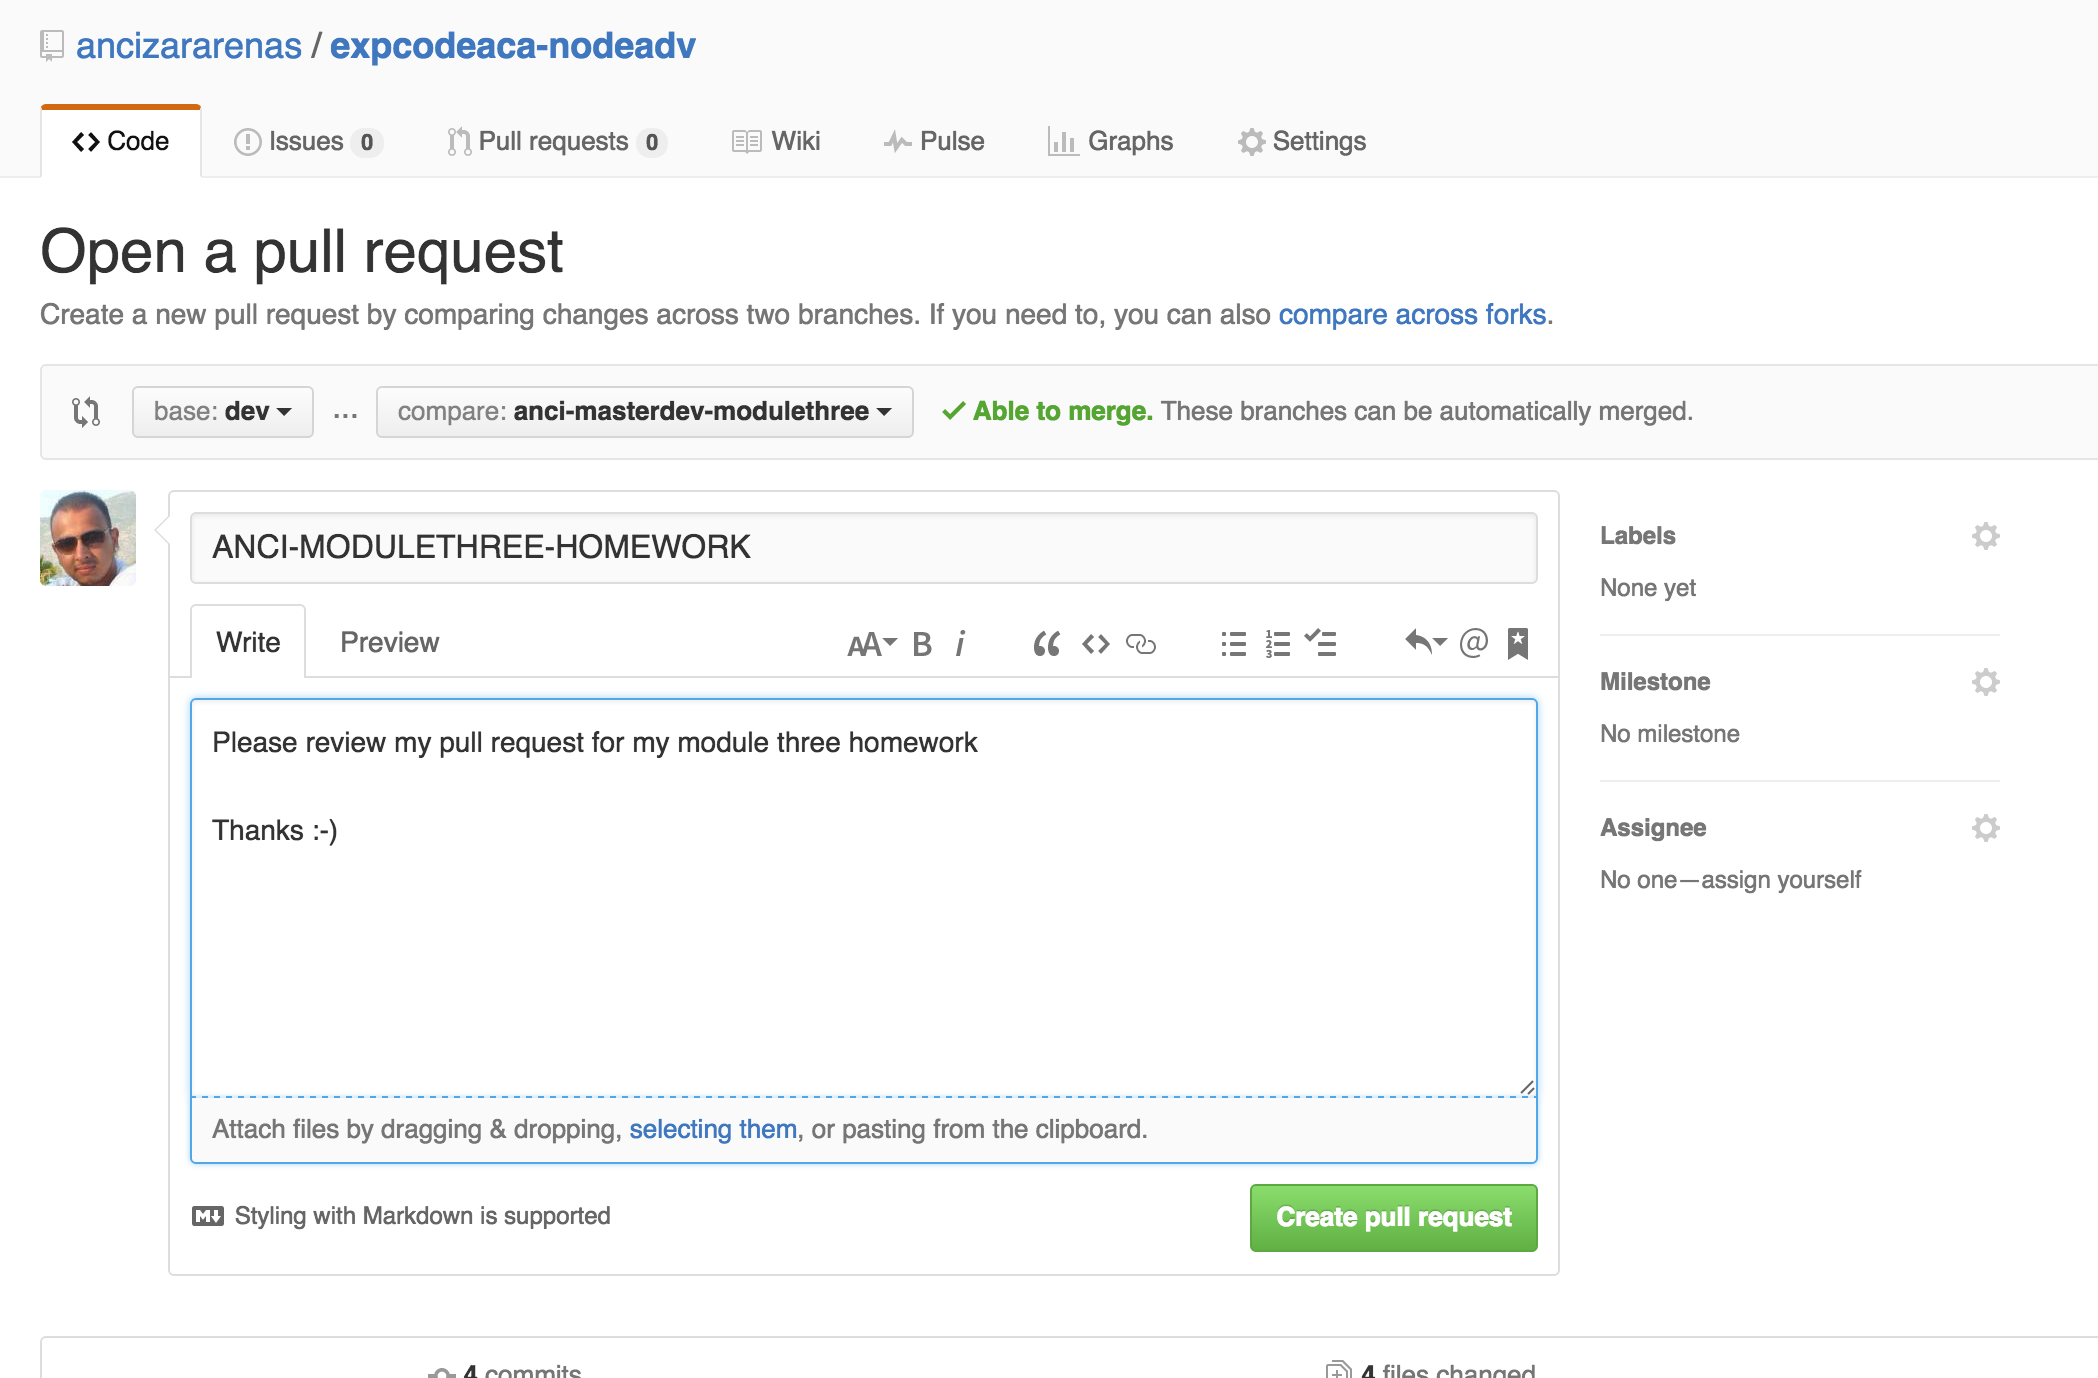 ancizararenas / expcodeaca-nodeadv
Code Issues 0 Pull requests 0 Wiki Pulse Graphs Settings
Open a pull request
Create a new pull request by comparing changes across two branches. If you need to, you can also compare across forks.
base: dev ... compare: anci-masterdev-modulethree Able to merge. These branches can be automatically merged.
ANCI-MODULETHREE-HOMEWORK
Write Preview AA B i
Please review my pull request for my module three homework
Thanks :-)
Attach files by dragging & dropping, selecting them, or pasting from the clipboard.
Styling with Markdown is supported
Create pull request
Labels
None yet
Milestone
No milestone
Assignee
No one—assign yourself
4 commits 4 files changed